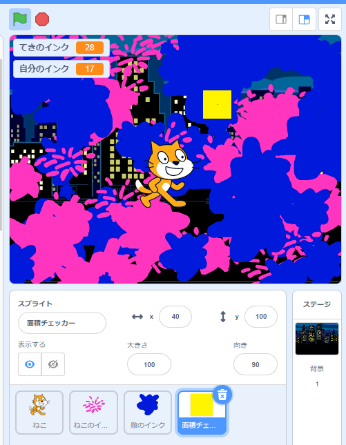 てきのインク 28
自分のインク 17
スプライト
ステージ
面積チェッカー
x 40
y 100
表示する
大きさ
向き
100
90
背景
1
ねこ
ねこのイ...
敵のインク
面積チェ...